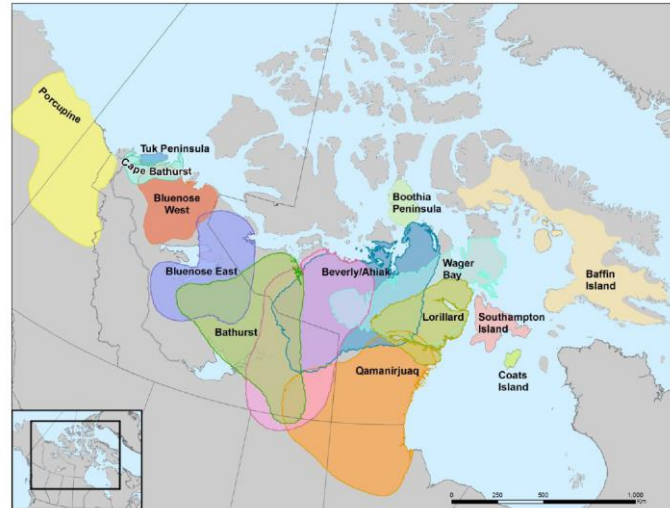 Porcupine
Tuk Peninsula
Cape Bathurst
Bluenose
West
Boothia
Peninsula
Bluenose East
Beverly/Ahiak
Wager
Bay
Baffin
Island
Bathurst
Lorillard
Southampton
Island
Qamanirjuaq
Coats
Island
0 250 500 1,000
Km